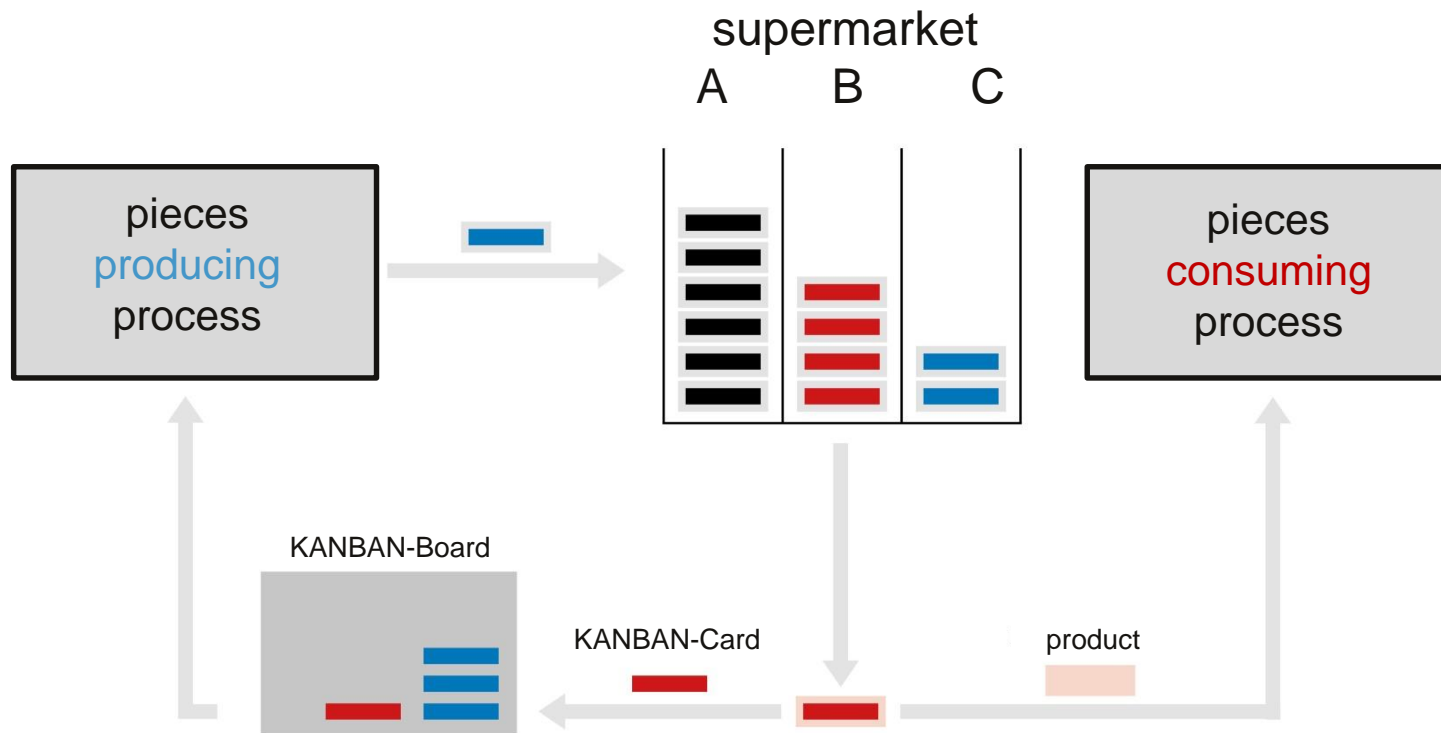 supermarket
A B C
pieces
producing
process
pieces
consuming
process
KANBAN-Board
KANBAN-Card
product